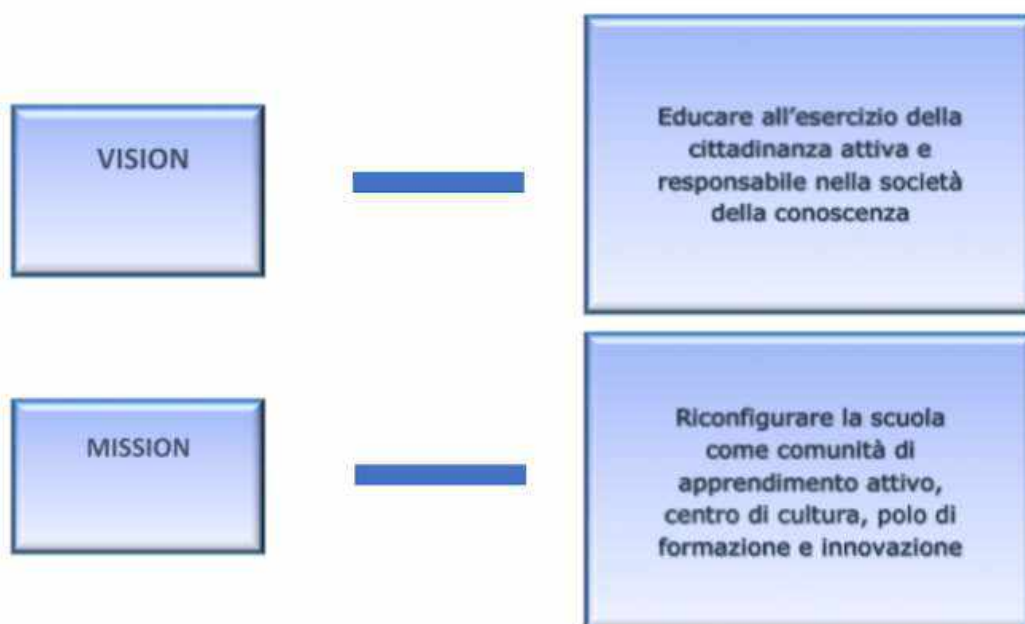 VISION
Educare all'esercizio della
cittadinanza attiva e
responsabile nella società
della conoscenza
MISSION
Riconfigurare la scuola
come comunità di
apprendimento attivo,
centro di cultura, polo di
formazione e innovazione